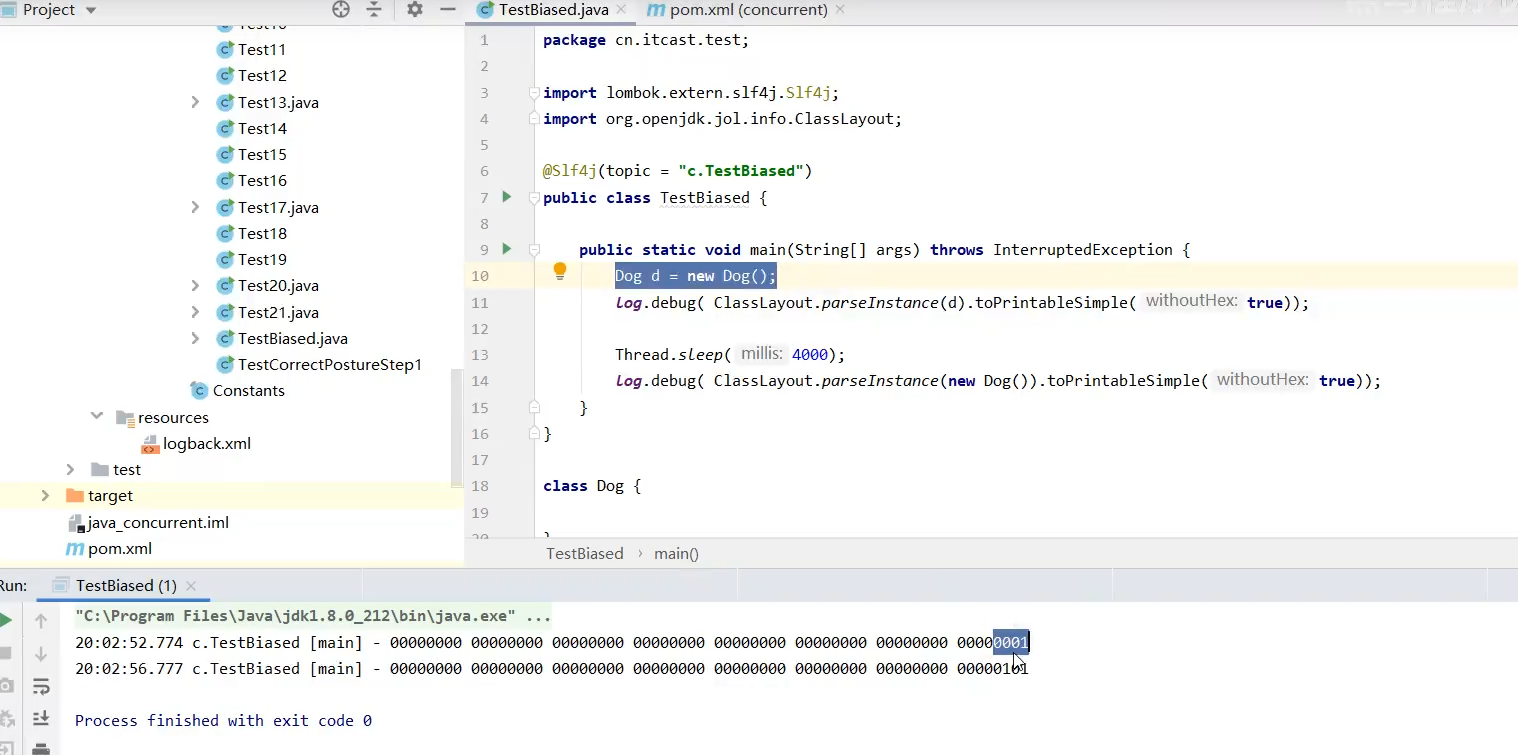 Project
TestBiased.java
pom.xml (concurrent)
Test11
Test12
Test13.java
Test14
Test15
Test16
Test17.java
Test18
Test19
Test20.java
Test21.java
TestBiased.java
TestCorrectPostureStep1
Constants
resources
logback.xml
test
target
java_concurrent.iml
pom.xml
1 package cn.itcast.test;
2
3 import lombok.extern.slf4j.Slf4j;
4 import org.openjdk.jol.info.ClassLayout;
5
6 @Slf4j(topic = "c.TestBiased")
7 public class TestBiased {
8
9 public static void main(String[] args) throws InterruptedException {
10 Dog d = new Dog();
11 log.debug( ClassLayout.parseInstance(d).toPrintableSimple( withoutHex: true));
12
13 Thread.sleep( millis: 4000);
14 log.debug( ClassLayout.parseInstance(new Dog()).toPrintableSimple( withoutHex: true));
15 }
16 }
17
18 class Dog {
19
TestBiased › main()
Run: TestBiased (1)
"C:\Program Files\Java\jdk1.8.0_212\bin\java.exe" ...
20:02:52.774 c.TestBiased [main] - 00000000 00000000 00000000 00000000 00000000 00000000 00000000 00000001
20:02:56.777 c.TestBiased [main] - 00000000 00000000 00000000 00000000 00000000 00000000 00000000 00000101
Process finished with exit code 0